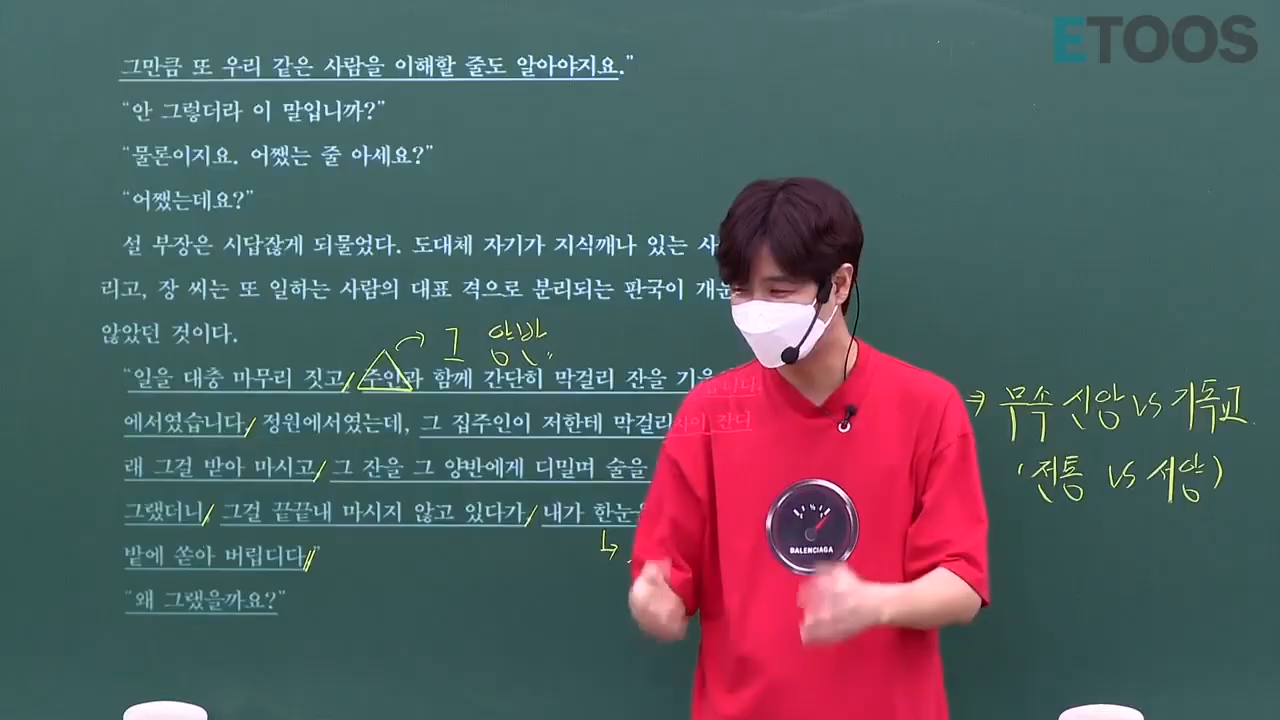 ETOOS
그만큼 또 우리 같은 사람을 이해할 줄도 알아야지요.”
“안 그렇더라 이 말입니까?”
“물론이지요. 어쨌는 줄 아세요?”
“어쨌는데요?”
설 부장은 시답잖게 되물었다. 도대체 자기가 지식깨나 있는 사
리고, 장 씨는 또 일하는 사람의 대표 격으로 분리되는 판국이
않았던 것이다.
그 양반
“일을 대충 마무리 짓고, 주인과 함께 간단히 막걸리 잔을
에서였습니다. 정원에서였는데, 그 집주인이 저한테 막걸리
잔디
래 그걸 받아 마시고, 그 잔을 그 양반에게 디밀며 술을
그랬더니, 그걸 끝끝내 마시지 않고 있다가, 내가
밭에 쏟아 버립디다.”
“왜 그랬을까요?”
→ 무속 신앙 vs 기독교
(전통 vs 서양)
BALENCIAGA